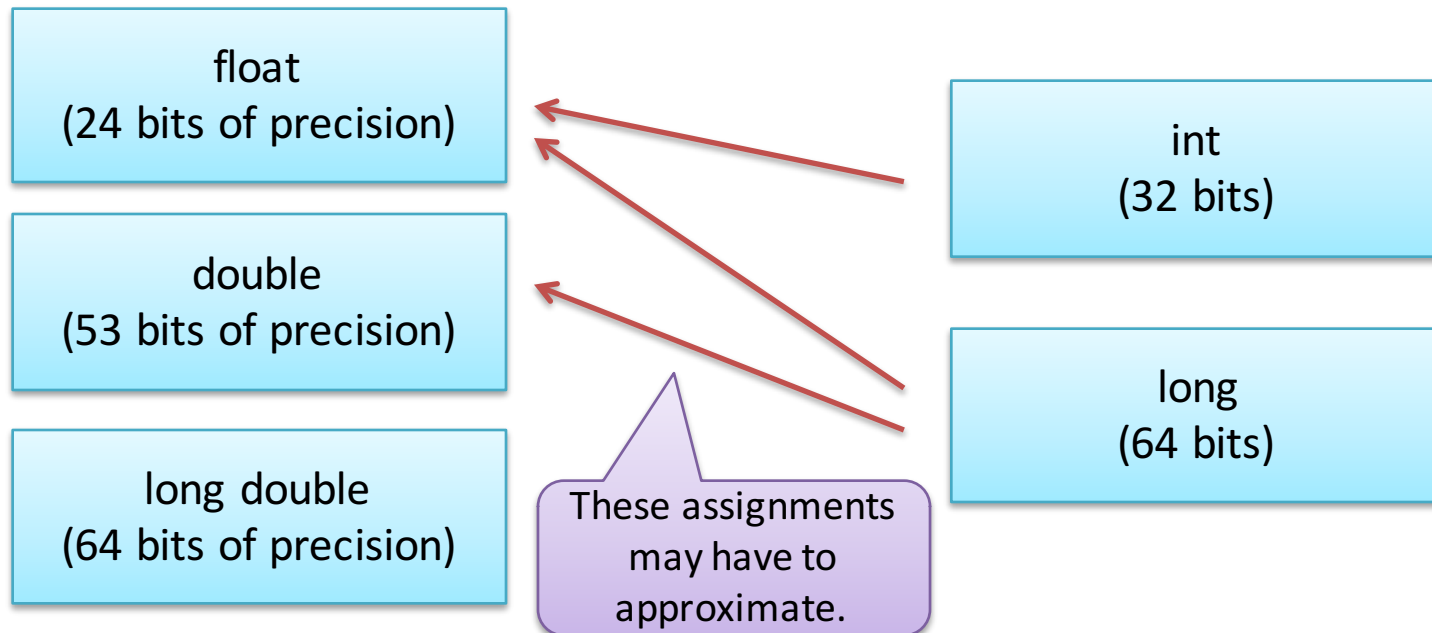 float
(24 bits of precision)
double
(53 bits of precision)
long double
(64 bits of precision)
int
(32 bits)
long
(64 bits)
These assignments
may have to
approximate.